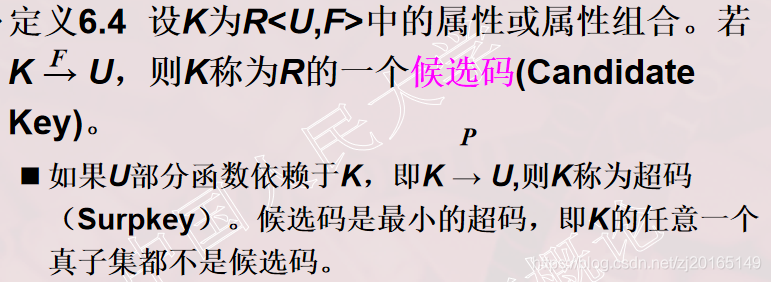 定义6.4 设K为R<U,F>中的属性或属性组合。若
K F→ U，则K称为R的一个候选码(Candidate
Key)。
P
■ 如果U部分函数依赖于K，即K → U,则K称为超码
（Surpkey）。候选码是最小的超码，即K的任意一个
真子集都不是候选码。
https://blog.csdn.net/zj20165149